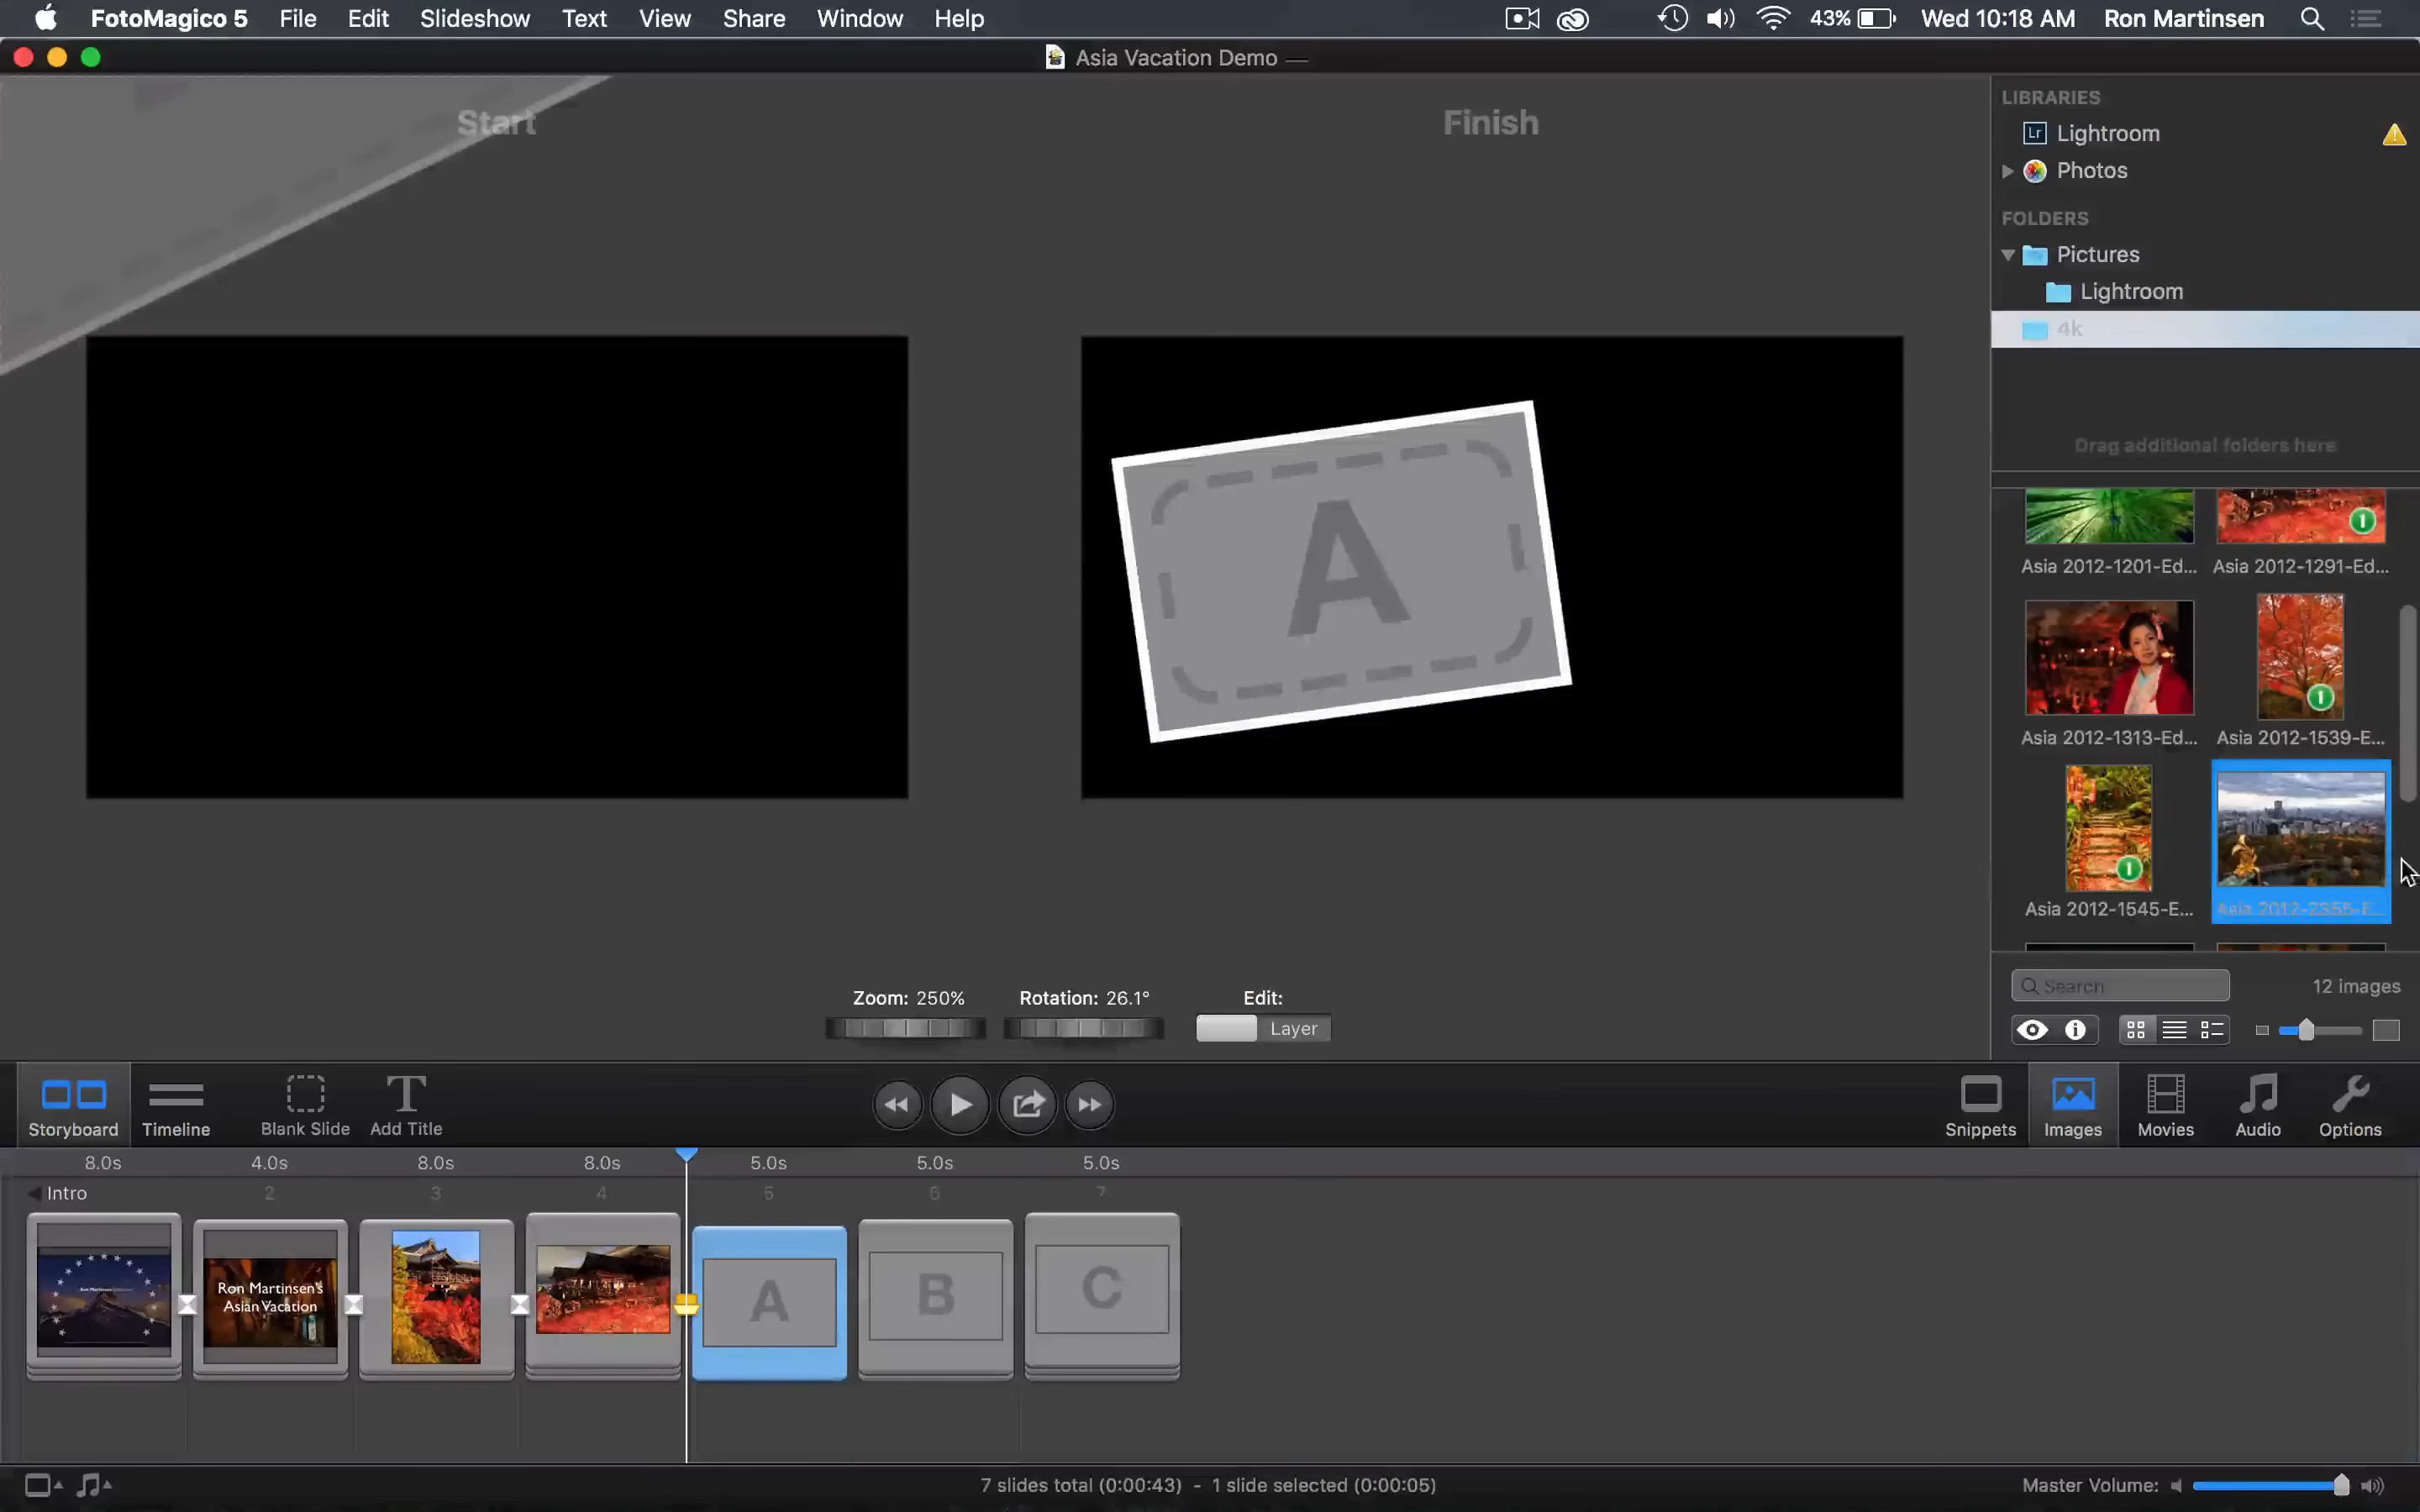 FotoMagico 5 File Edit Slideshow Text View Share Window Help 43% Wed 10:18 AM Ron Martinsen
Asia Vacation Demo —
Start
Finish
A
LIBRARIES
Lr Lightroom
Photos
FOLDERS
Pictures
Lightroom
4k
Drag additional folders here
1
Asia 2012-1201-Ed... Asia 2012-1291-Ed...
1
Asia 2012-1313-Ed... Asia 2012-1539-E...
1
Asia 2012-1545-E...
Search 12 images
Zoom: 250% Rotation: 26.1° Edit:
Layer
Storyboard Timeline Blank Slide Add Title
Snippets Images Movies Audio Options
8.0s 4.0s 8.0s 8.0s 5.0s 5.0s 5.0s
Intro 2 3 4 5 6 7
Ron Martinsen's
Asian Vacation
A B C
7 slides total (0:00:43) - 1 slide selected (0:00:05)
Master Volume: